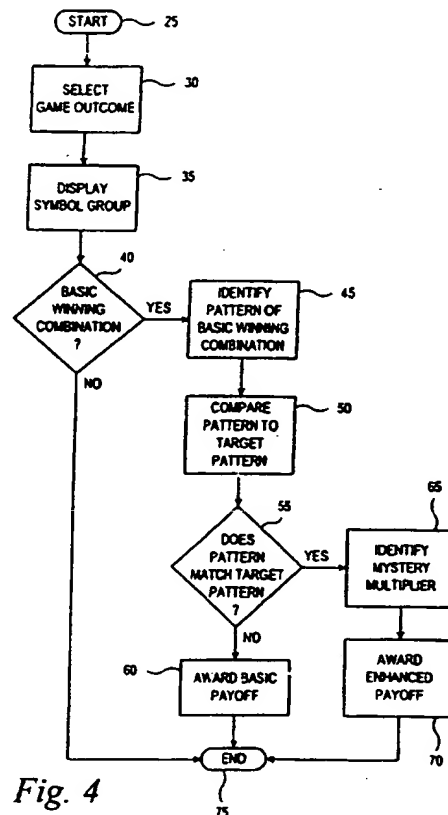 START
25
SELECT
GAME OUTCOME
30
DISPLAY
SYMBOL GROUP
35
BASIC
WINNING
COMBINATION
?
40
YES
NO
IDENTIFY
PATTERN OF
BASIC WINNING
COMBINATION
45
COMPARE
PATTERN TO
TARGET
PATTERN
50
DOES
PATTERN
MATCH TARGET
PATTERN
?
55
YES
NO
IDENTIFY
MYSTERY
MULTIPLIER
65
60
AWARD BASIC
PAYOFF
AWARD
ENHANCED
PAYOFF
70
END
75
Fig. 4